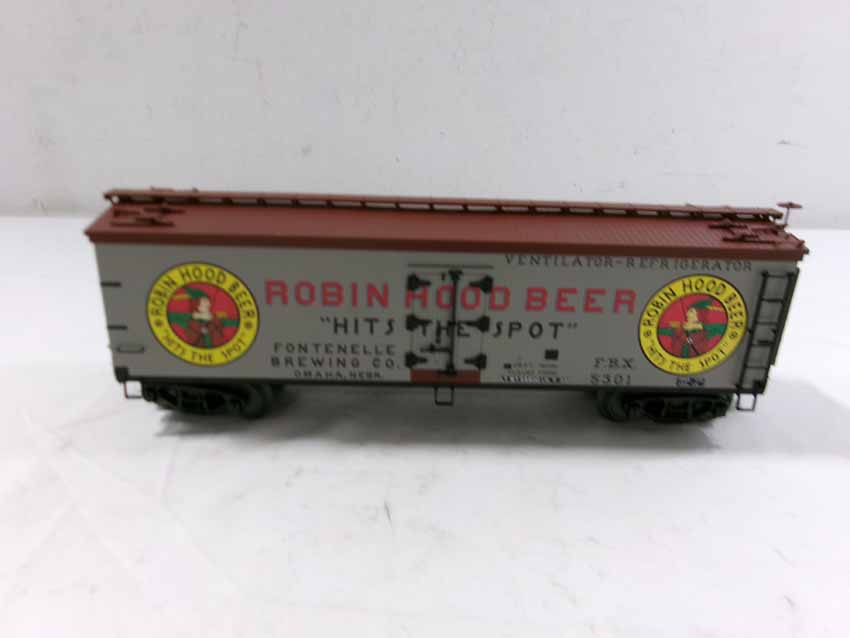 VENTILATOR-REFRIGERATOR
ROBIN HOOD BEER
"HITS THE SPOT"
ROBIN HOOD BEER
"HITS THE SPOT"
FONTENELLE
BREWING CO.
OMAHA, NEBR.
F.B.X.
5301
ROBIN HOOD BEER
"HITS THE SPOT"